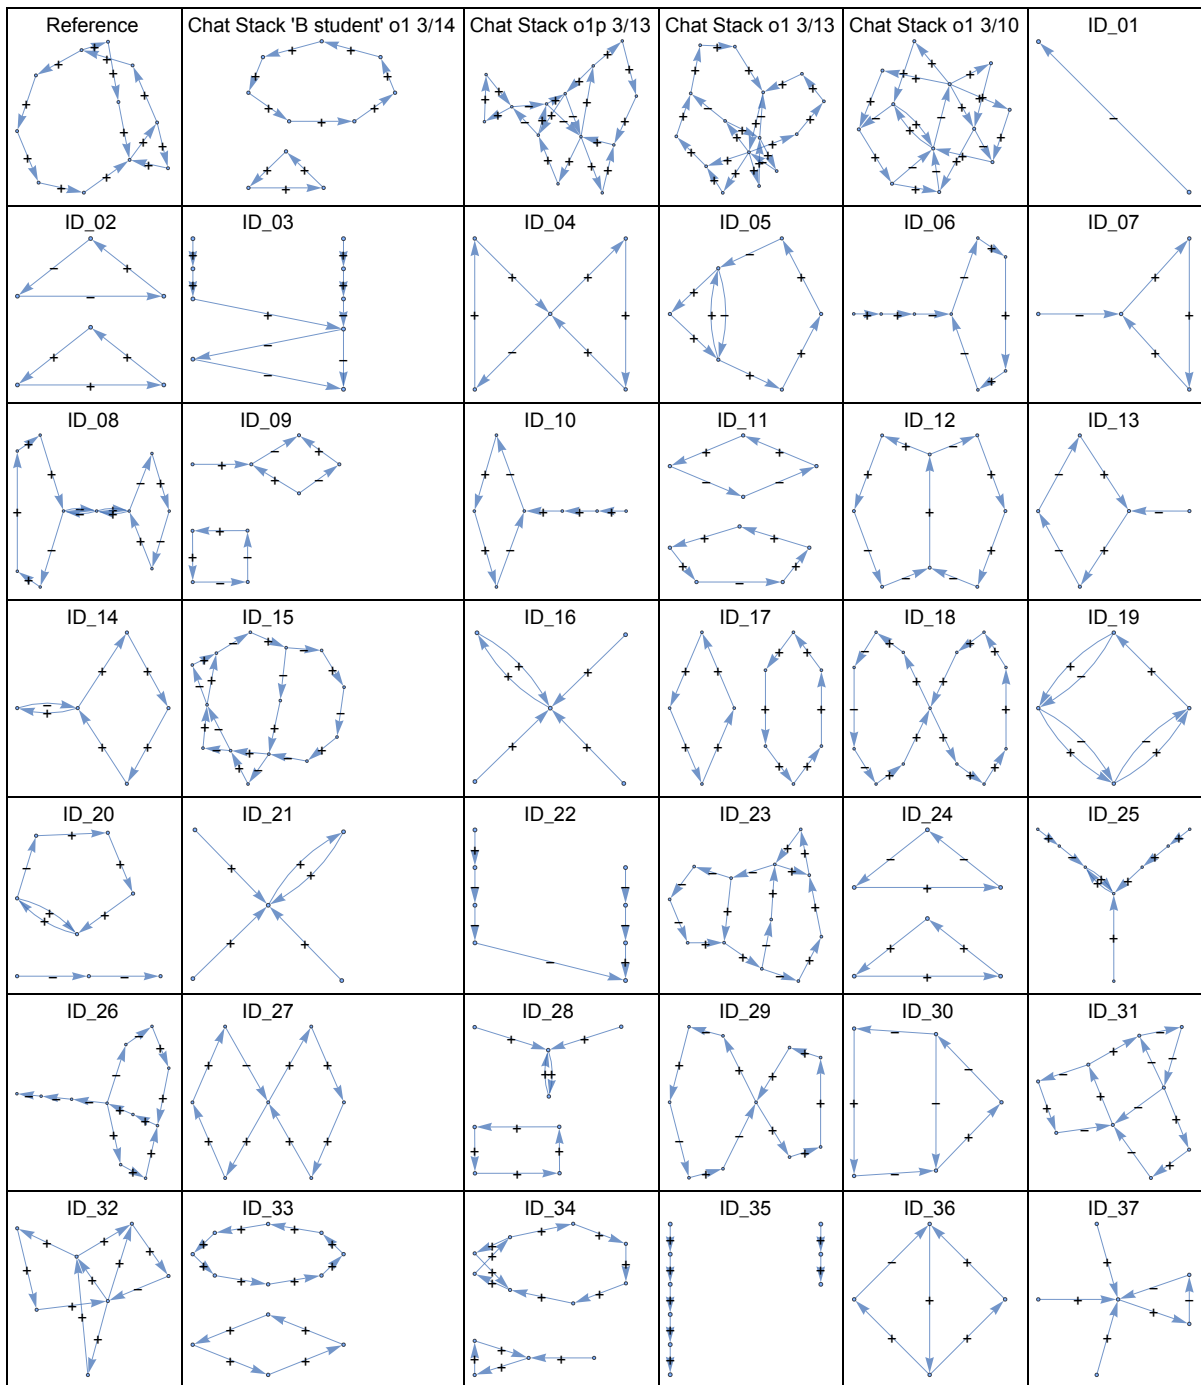 Reference Chat Stack 'B student' o1 3/14 Chat Stack o1p 3/13 Chat Stack o1 3/13 Chat Stack o1 3/10 ID_01
ID_02 ID_03 ID_04 ID_05 ID_06 ID_07
ID_08 ID_09 ID_10 ID_11 ID_12 ID_13
ID_14 ID_15 ID_16 ID_17 ID_18 ID_19
ID_20 ID_21 ID_22 ID_23 ID_24 ID_25
ID_26 ID_27 ID_28 ID_29 ID_30 ID_31
ID_32 ID_33 ID_34 ID_35 ID_36 ID_37